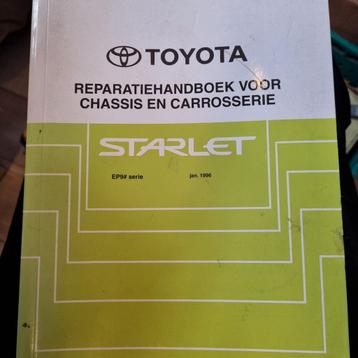 TOYOTA
REPARATIEHANDBOEK VOOR
CHASSIS EN CARROSSERIE
STARLET
EP9# serie jan. 1996